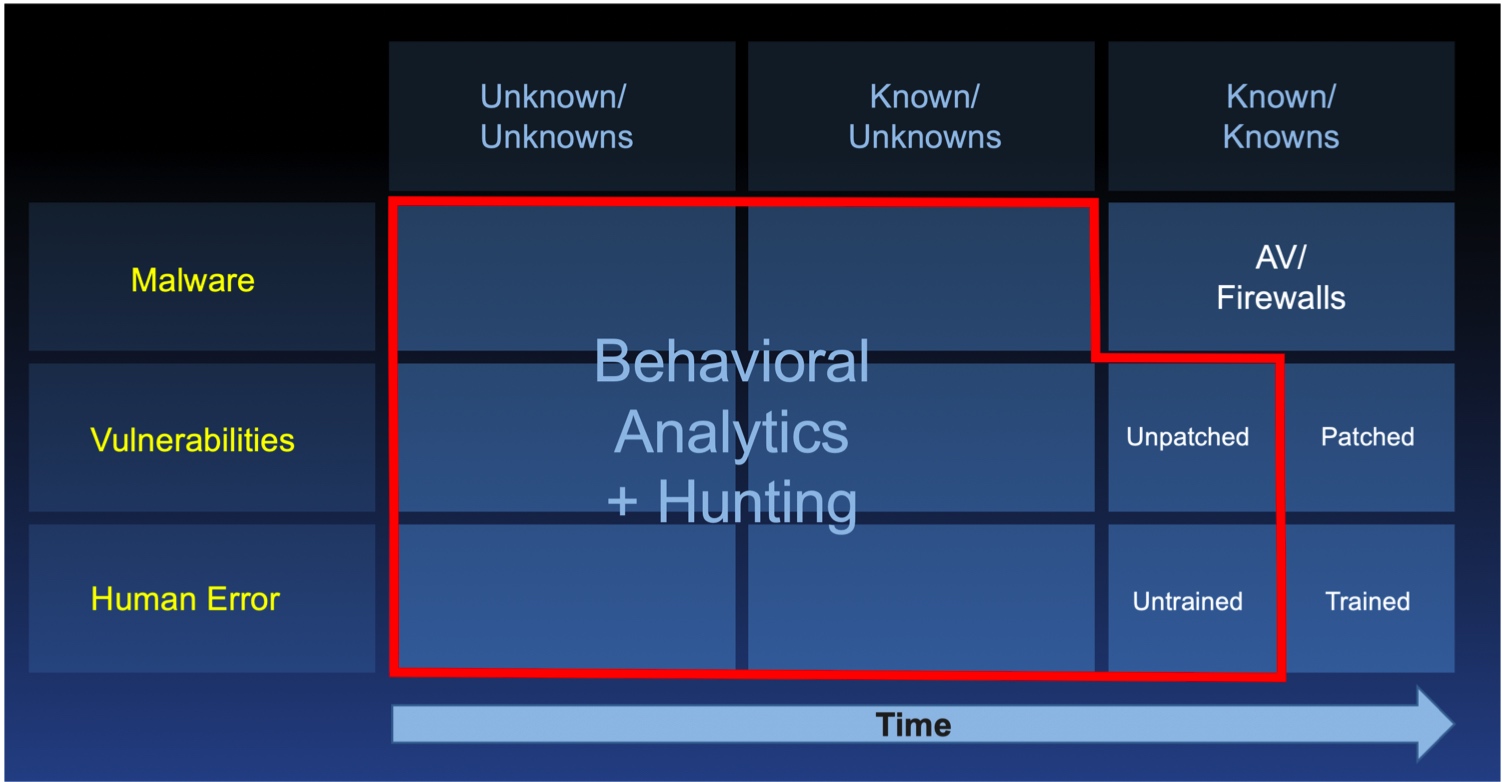 Unknown/
Unknowns
Known/
Unknowns
Known/
Knowns
Malware
AV/
Firewalls
Behavioral
Analytics
+ Hunting
Vulnerabilities
Unpatched
Patched
Human Error
Untrained
Trained
Time